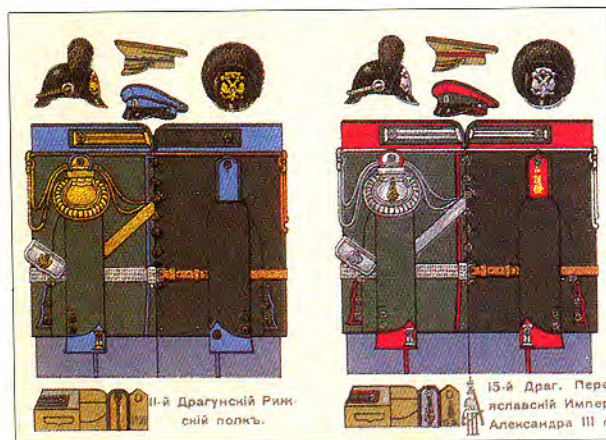 11-й Драгунскій Риж-
скій полкъ.
15-й Драг. Пере
яславскій Импер
Александра III